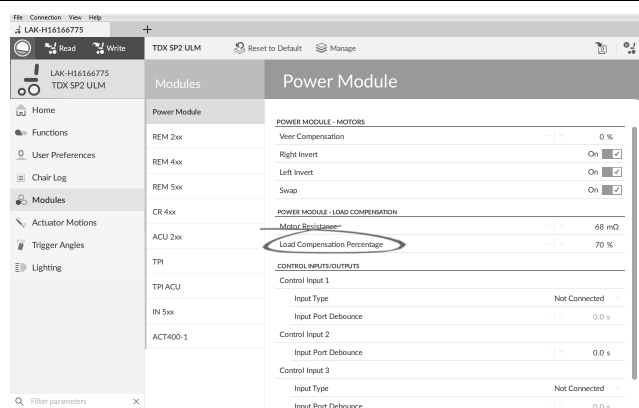 File Connection View Help
LAK-H16166775 +
Read Write TDX SP2 ULM Reset to Default Manage
LAK-H16166775
TDX SP2 ULM
Modules
Power Module
Home
Functions
User Preferences
Chair Log
Modules
Actuator Motions
Trigger Angles
Lighting
Filter parameters
Power Module
REM 2xx
REM 4xx
REM 5xx
CR 4xx
ACU 2xx
TPI
TPI ACU
IN 5xx
ACT400-1
POWER MODULE - MOTORS
Veer Compensation - + 0 %
Right Invert On
Left Invert On
Swap On
POWER MODULE - LOAD COMPENSATION
Motor Resistance - + 68 mΩ
Load Compensation Percentage - + 70 %
CONTROL INPUTS/OUTPUTS
Control Input 1
Input Type Not Connected
Input Port Debounce 0.0 s
Control Input 2
Input Port Debounce - + 0.0 s
Control Input 3
Input Type Not Connected
Input Port Debounce 0.0 s